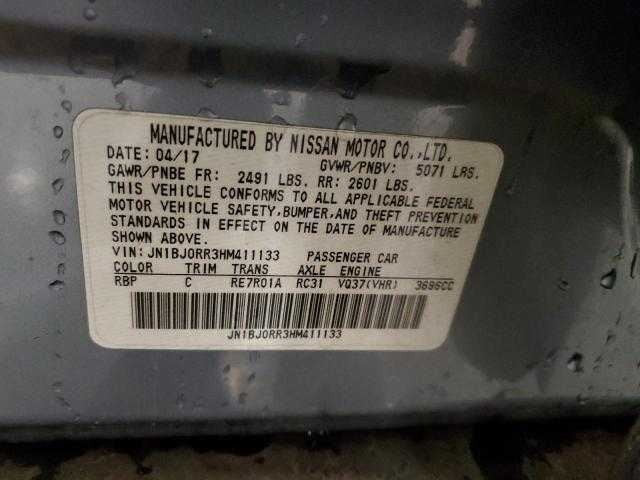 MANUFACTURED BY NISSAN MOTOR CO.,LTD.
DATE: 04/17 GVWR/PNBV: 5071 LBS.
GAWR/PNBE FR: 2491 LBS. RR: 2601 LBS.
THIS VEHICLE CONFORMS TO ALL APPLICABLE FEDERAL
MOTOR VEHICLE SAFETY, BUMPER, AND THEFT PREVENTION
STANDARDS IN EFFECT ON THE DATE OF MANUFACTURE
SHOWN ABOVE.
VIN: JN1BJ0RR3HM411133 PASSENGER CAR
COLOR TRIM TRANS AXLE ENGINE
RBP C RE7R01A RC31 VQ37(VHR) 3696CC
JN1BJ0RR3HM411133